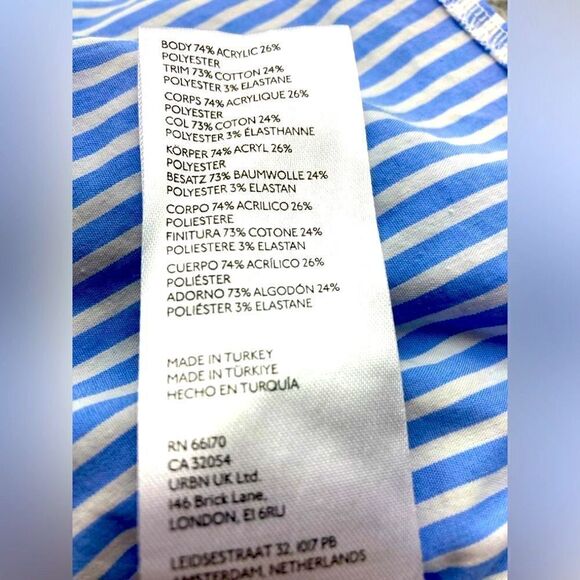 BODY 74% ACRYLIC 26%
POLYESTER
TRIM 73% COTTON 24%
POLYESTER 3% ELASTANE
CORPS 74% ACRYLIQUE 26%
POLYESTER
COL 73% COTON 24%
POLYESTER 3% ÉLASTHANNE
KÖRPER 74% ACRYL 26%
POLYESTER
BESATZ 73% BAUMWOLLE 24%
POLYESTER 3% ELASTAN
CORPO 74% ACRILICO 26%
POLIESTERE
FINITURA 73% COTONE 24%
POLIESTERE 3% ELASTAN
CUERPO 74% ACRÍLICO 26%
POLIÉSTER
ADORNO 73% ALGODÓN 24%
POLIÉSTER 3% ELASTANE
MADE IN TURKEY
MADE IN TÜRKIYE
HECHO EN TURQUÍA
RN 66170
CA 32054
URBN UK Ltd.
146 Brick Lane,
LONDON, E1 6RU
LEIDSESTRAAT 32, 1017 PB
AMSTERDAM, NETHERLANDS